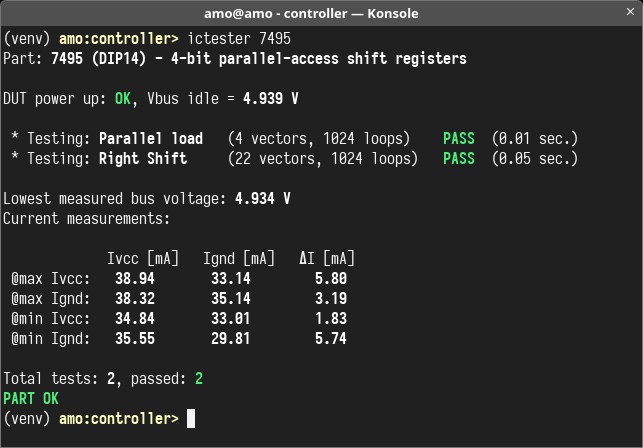 amo@amo - controller — Konsole
(venv) amo:controller> ictester 7495
Part: 7495 (DIP14) - 4-bit parallel-access shift registers
DUT power up: OK, Vbus idle = 4.939 V
* Testing: Parallel load (4 vectors, 1024 loops) PASS (0.01 sec.)
* Testing: Right Shift (22 vectors, 1024 loops) PASS (0.05 sec.)
Lowest measured bus voltage: 4.934 V
Current measurements:
Ivcc [mA] Ignd [mA] ΔI [mA]
@max Ivcc: 38.94 33.14 5.80
@max Ignd: 38.32 35.14 3.19
@min Ivcc: 34.84 33.01 1.83
@min Ignd: 35.55 29.81 5.74
Total tests: 2, passed: 2
PART OK
(venv) amo:controller>